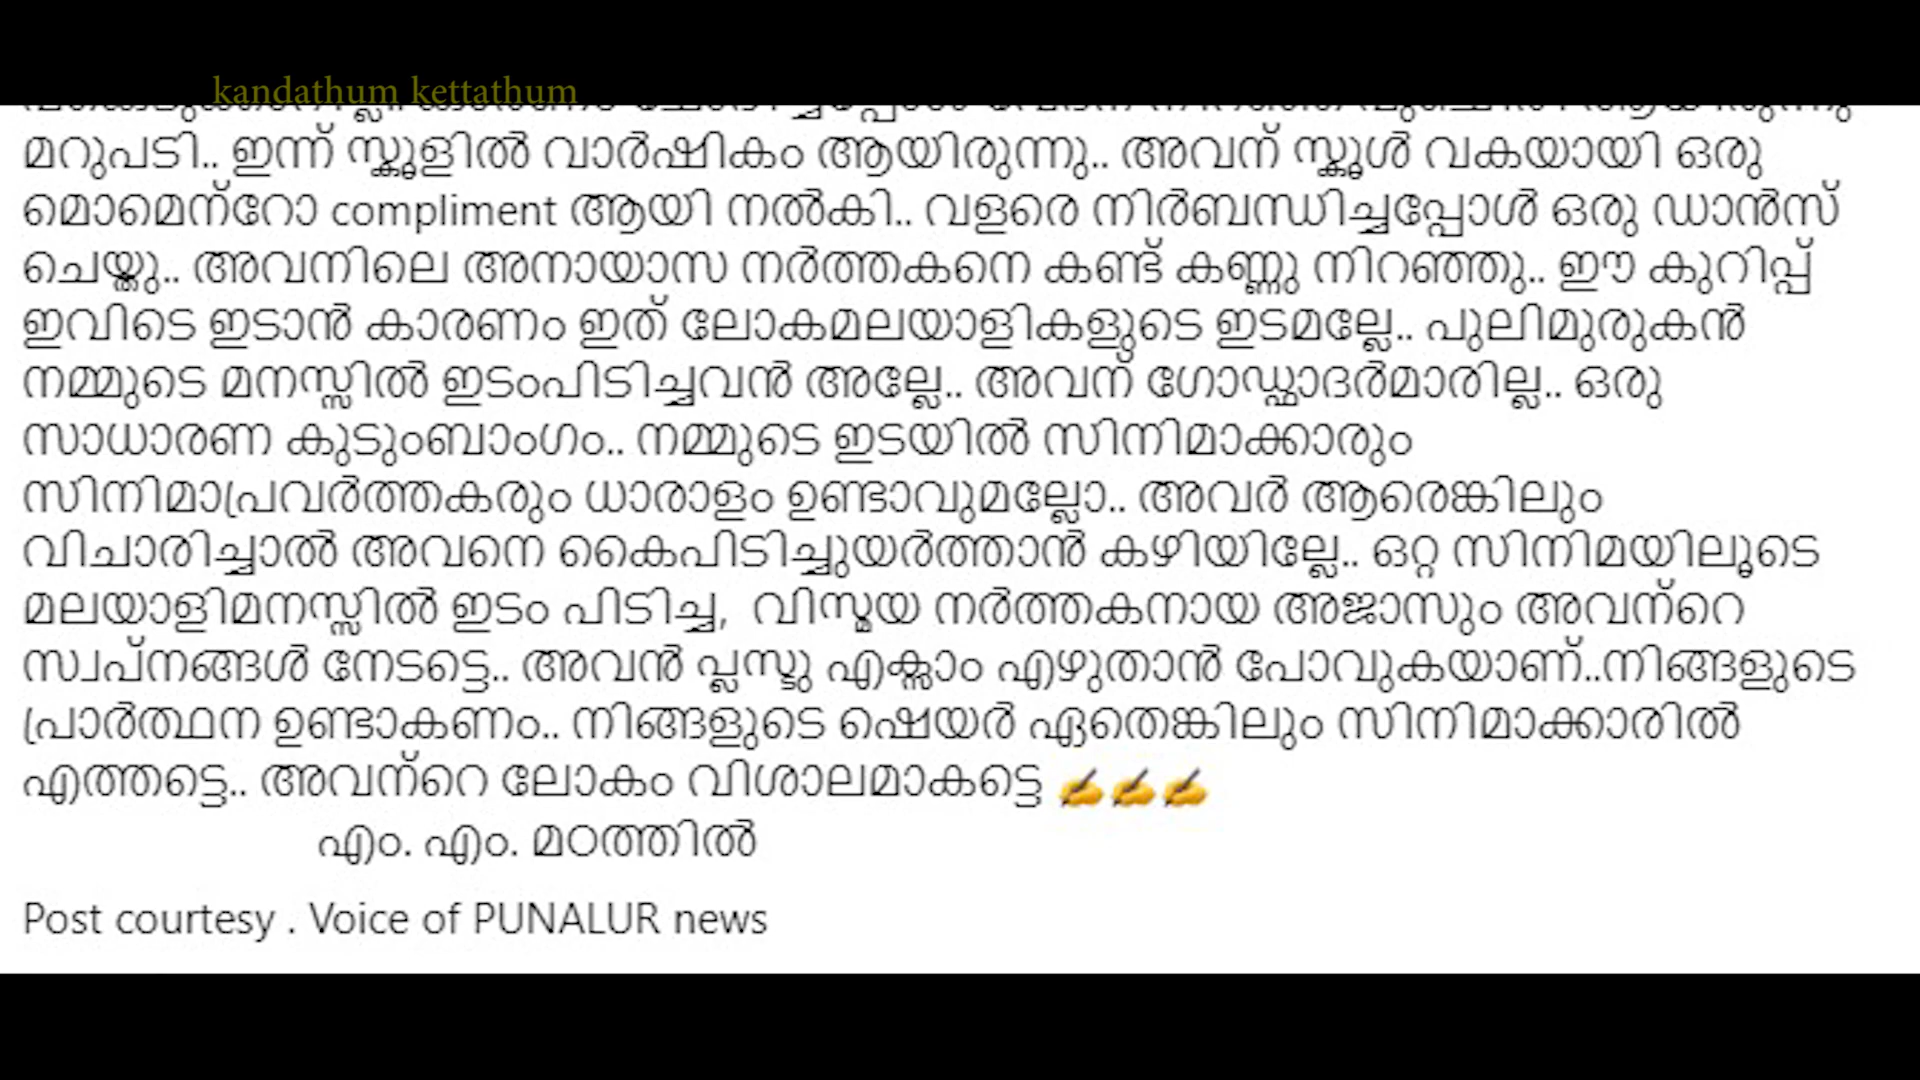 kandathum kettathum
മറുപടി.. ഇന്ന് സ്കൂളിൽ വാർഷികം ആയിരുന്നു.. അവന് സ്കൂൾ വകയായി ഒരു
മൊമെന്റോ compliment ആയി നൽകി.. വളരെ നിർബന്ധിച്ചപ്പോൾ ഒരു ഡാൻസ്
ചെയ്തു.. അവനിലെ അനായാസ നർത്തകനെ കണ്ട് കണ്ണു നിറഞ്ഞു.. ഈ കുറിപ്പ്
ഇവിടെ ഇടാൻ കാരണം ഇത് ലോകമലയാളികളുടെ ഇടമല്ലേ.. പുലിമുരുകൻ
നമ്മുടെ മനസ്സിൽ ഇടംപിടിച്ചവൻ അല്ലേ.. അവന് ഗോഡ്ഫാദർമാരില്ല.. ഒരു
സാധാരണ കുടുംബാംഗം.. നമ്മുടെ ഇടയിൽ സിനിമാക്കാരും
സിനിമാപ്രവർത്തകരും ധാരാളം ഉണ്ടാവുമല്ലോ.. അവർ ആരെങ്കിലും
വിചാരിച്ചാൽ അവനെ കൈപിടിച്ചുയർത്താൻ കഴിയില്ലേ.. ഒറ്റ സിനിമയിലൂടെ
മലയാളിമനസ്സിൽ ഇടം പിടിച്ച, വിസ്മയ നർത്തകനായ അജാസും അവന്റെ
സ്വപ്നങ്ങൾ നേടട്ടെ.. അവൻ പ്ലസ്ടു എക്സാം എഴുതാൻ പോവുകയാണ്..നിങ്ങളുടെ
പ്രാർത്ഥന ഉണ്ടാകണം.. നിങ്ങളുടെ ഷെയർ ഏതെങ്കിലും സിനിമാക്കാരിൽ
എത്തട്ടെ.. അവന്റെ ലോകം വിശാലമാകട്ടെ ✍✍✍
എം. എം. മഠത്തിൽ
Post courtesy . Voice of PUNALUR news